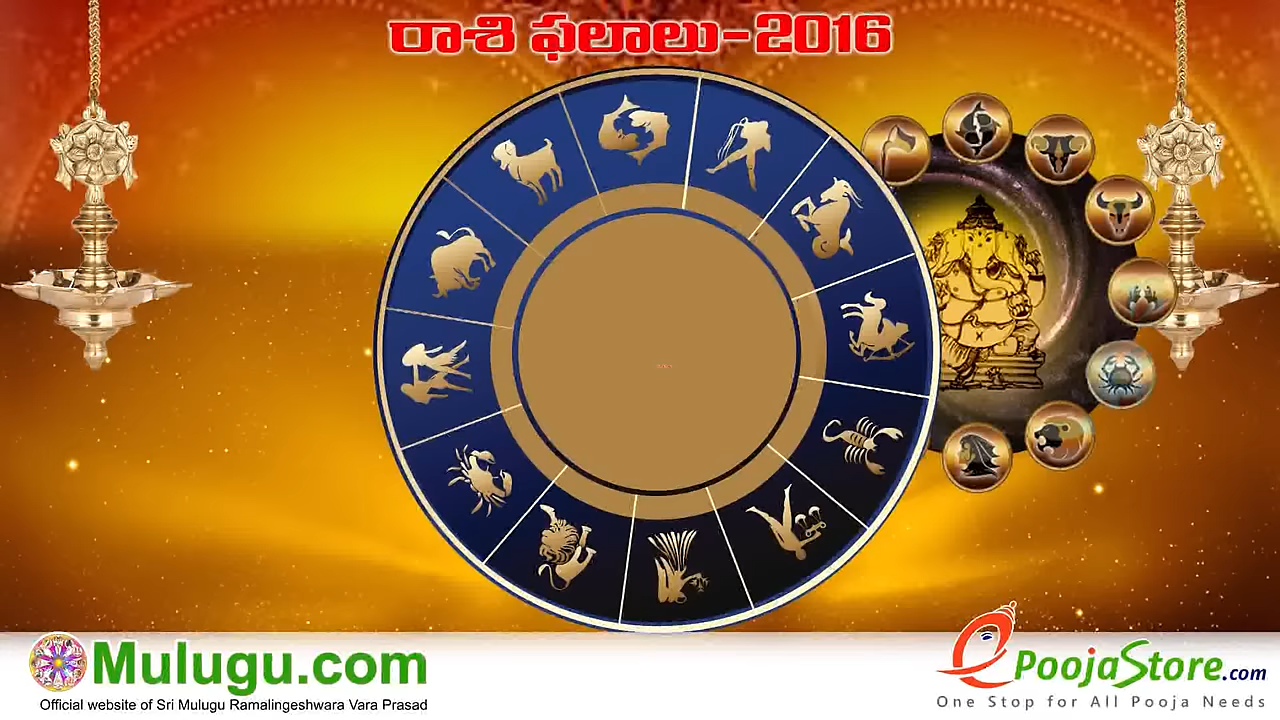 రాశి ఫలాలు-2016
Mulugu.com
Official website of Sri Mulugu Ramalingeshwara Vara Prasad
ePoojaStore.com
One Stop for All Pooja Needs